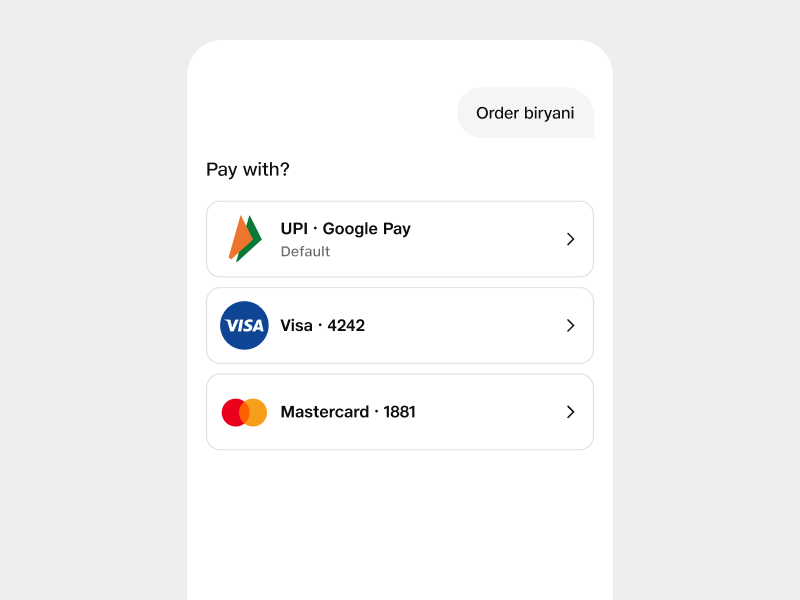 Order biryani
Pay with?
UPI · Google Pay
Default
VISA
Visa · 4242
Mastercard · 1881